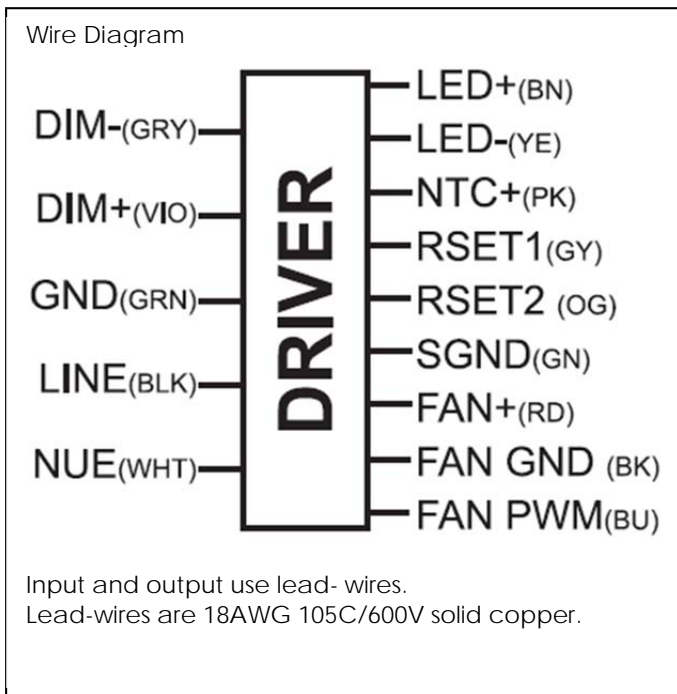 Wire Diagram
DIM-(GRY)
DIM+(VIO)
GND(GRN)
LINE(BLK)
NUE(WHT)
DRIVER
LED+(BN)
LED-(YE)
NTC+(PK)
RSET1(GY)
RSET2 (OG)
SGND(GN)
FAN+(RD)
FAN GND (BK)
FAN PWM(BU)
Input and output use lead- wires.
Lead-wires are 18AWG 105C/600V solid copper.